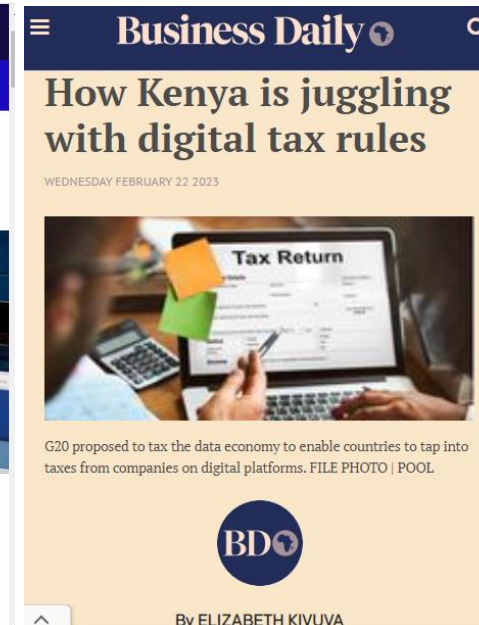 Business Daily
How Kenya is juggling
with digital tax rules
WEDNESDAY FEBRUARY 22 2023
Tax Return
G20 proposed to tax the data economy to enable countries to tap into
taxes from companies on digital platforms. FILE PHOTO | POOL
BD
By ELIZABETH KIVUVA